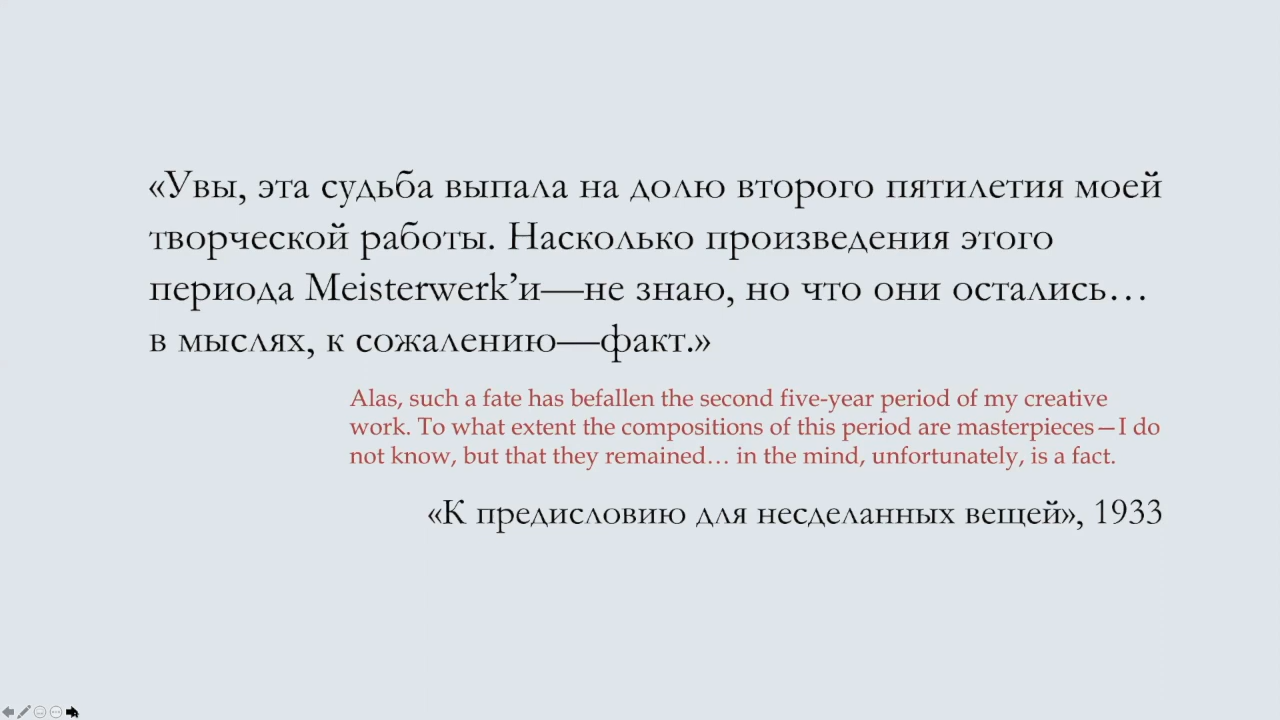 «Увы, эта судьба выпала на долю второго пятилетия моей
творческой работы. Насколько произведения этого
периода Meisterwerk’и—не знаю, но что они остались…
в мыслях, к сожалению—факт.»
Alas, such a fate has befallen the second five-year period of my creative
work. To what extent the compositions of this period are masterpieces—I do
not know, but that they remained… in the mind, unfortunately, is a fact.
«К предисловию для несделанных вещей», 1933